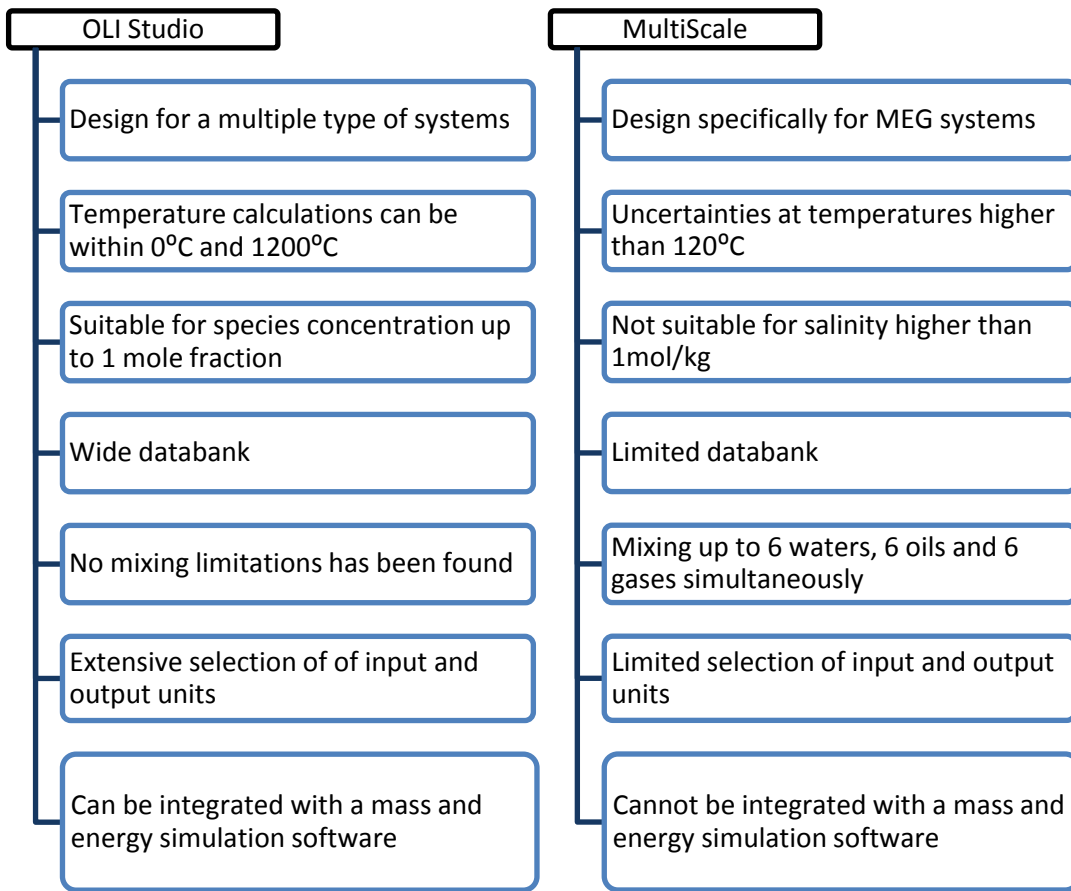 OLI Studio
Design for a multiple type of systems
Temperature calculations can be
within 0⁰C and 1200⁰C
Suitable for species concentration up
to 1 mole fraction
Wide databank
No mixing limitations has been found
Extensive selection of of input and
output units
Can be integrated with a mass and
energy simulation software
MultiScale
Design specifically for MEG systems
Uncertainties at temperatures higher
than 120⁰C
Not suitable for salinity higher than
1mol/kg
Limited databank
Mixing up to 6 waters, 6 oils and 6
gases simultaneously
Limited selection of input and output
units
Cannot be integrated with a mass and
energy simulation software